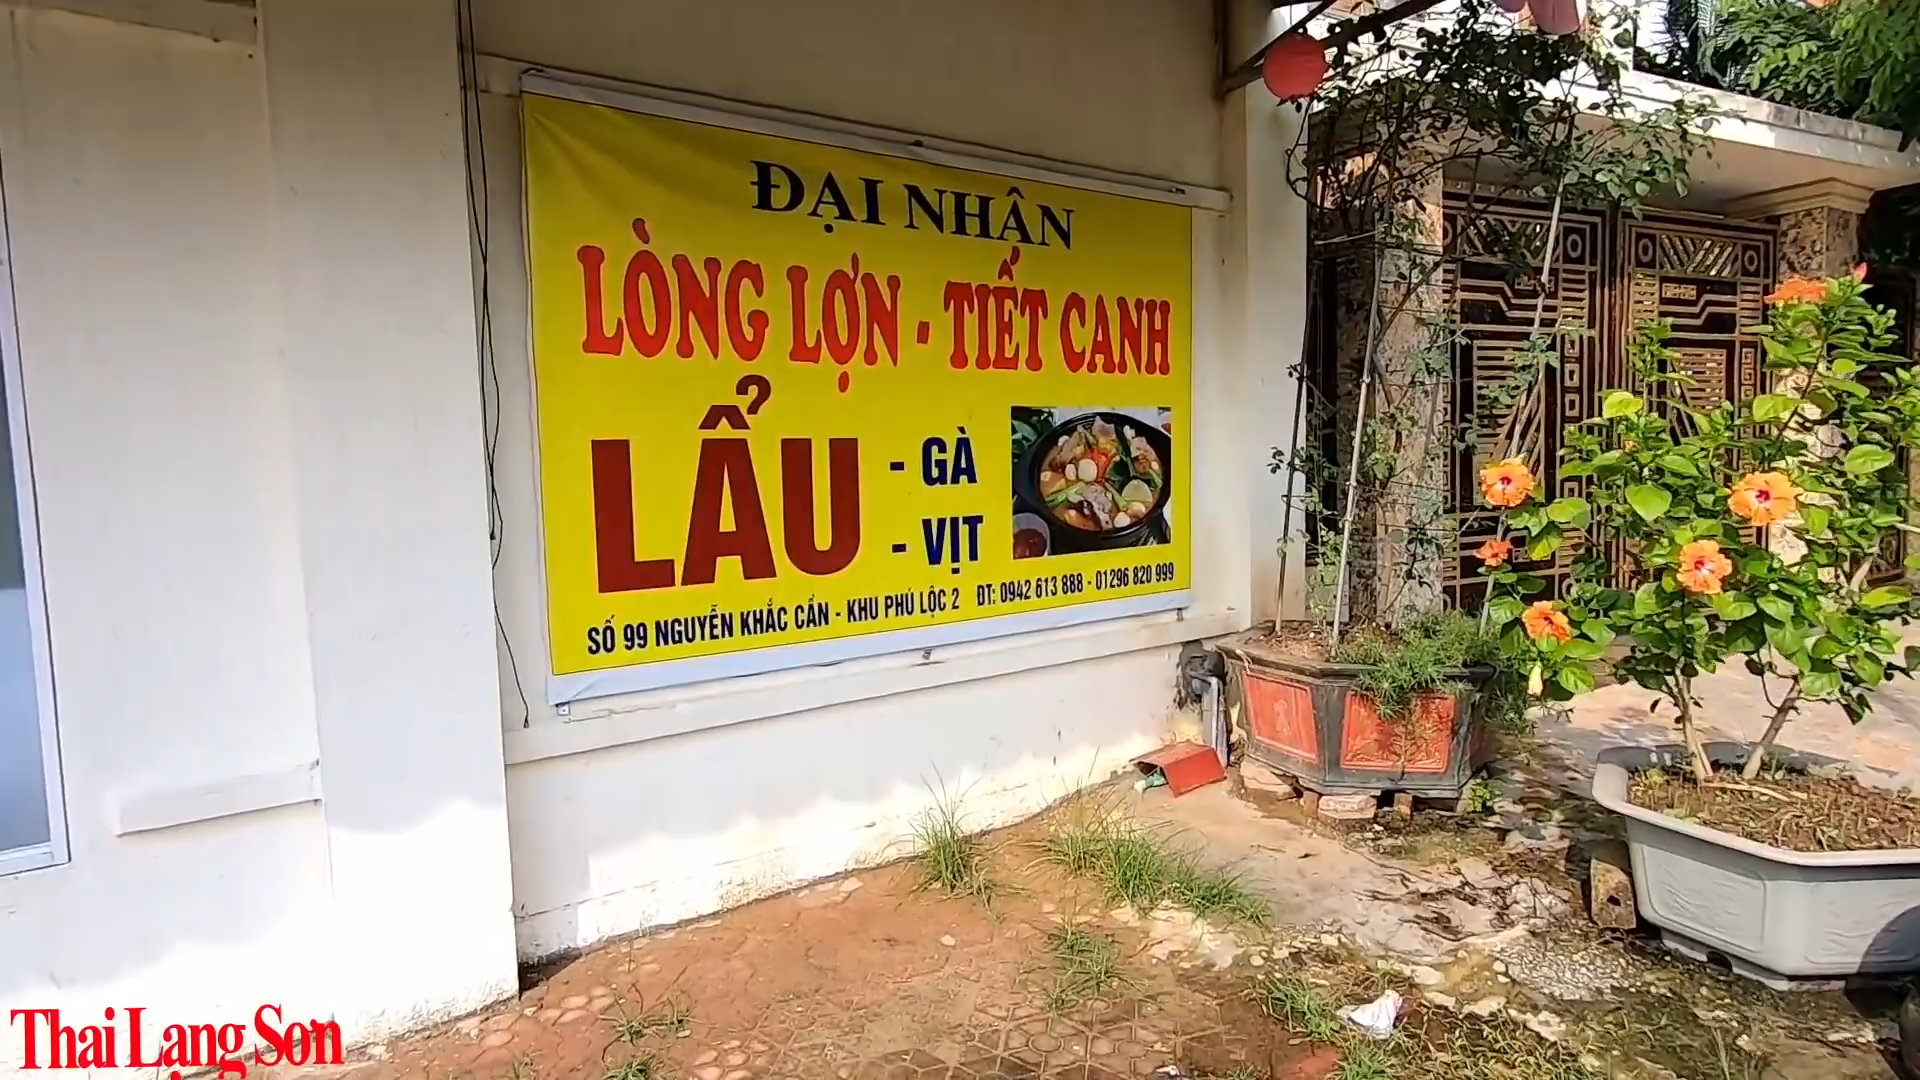 ĐẠI NHÂN
LÒNG LỢN - TIẾT CANH
LẨU
- GÀ
- VỊT
SỐ 99 NGUYỄN KHẮC CẦN - KHU PHÚ LỘC 2 ĐT: 0942 613 888 - 01296 820 999
Thai Lạng Sơn